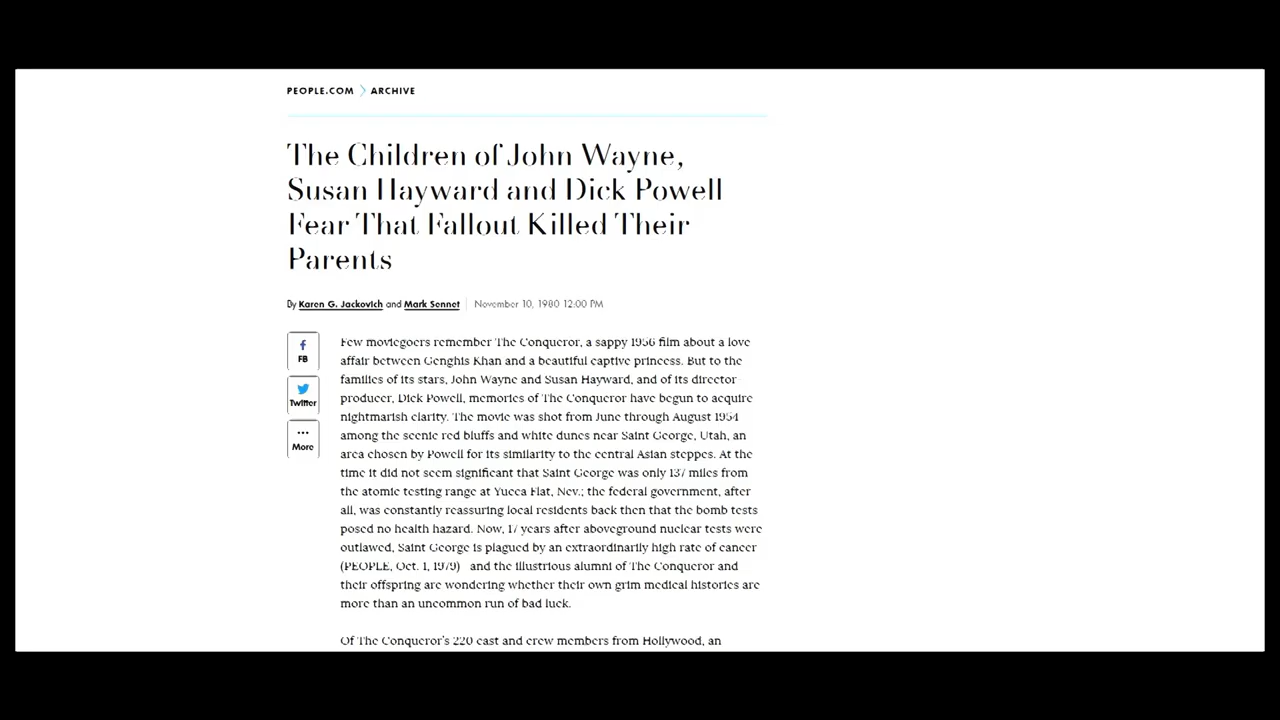 PEOPLE.COM > ARCHIVE
The Children of John Wayne,
Susan Hayward and Dick Powell
Fear That Fallout Killed Their
Parents
By Karen G. Jackovich and Mark Sennet November 10, 1980 12:00 PM
FB
Twitter
More
Few moviegoers remember The Conqueror, a sappy 1956 film about a love
affair between Genghis Khan and a beautiful captive princess. But to the
families of its stars, John Wayne and Susan Hayward, and of its director
producer, Dick Powell, memories of The Conqueror have begun to acquire
nightmarish clarity. The movie was shot from June through August 1954
among the scenic red bluffs and white dunes near Saint George, Utah, an
area chosen by Powell for its similarity to the central Asian steppes. At the
time it did not seem significant that Saint George was only 137 miles from
the atomic testing range at Yucca Flat, Nev.; the federal government, after
all, was constantly reassuring local residents back then that the bomb tests
posed no health hazard. Now, 17 years after aboveground nuclear tests were
outlawed, Saint George is plagued by an extraordinarily high rate of cancer
(PEOPLE, Oct. 1, 1979) and the illustrious alumni of The Conqueror and
their offspring are wondering whether their own grim medical histories are
more than an uncommon run of bad luck.
Of The Conqueror's 220 cast and crew members from Hollywood, an